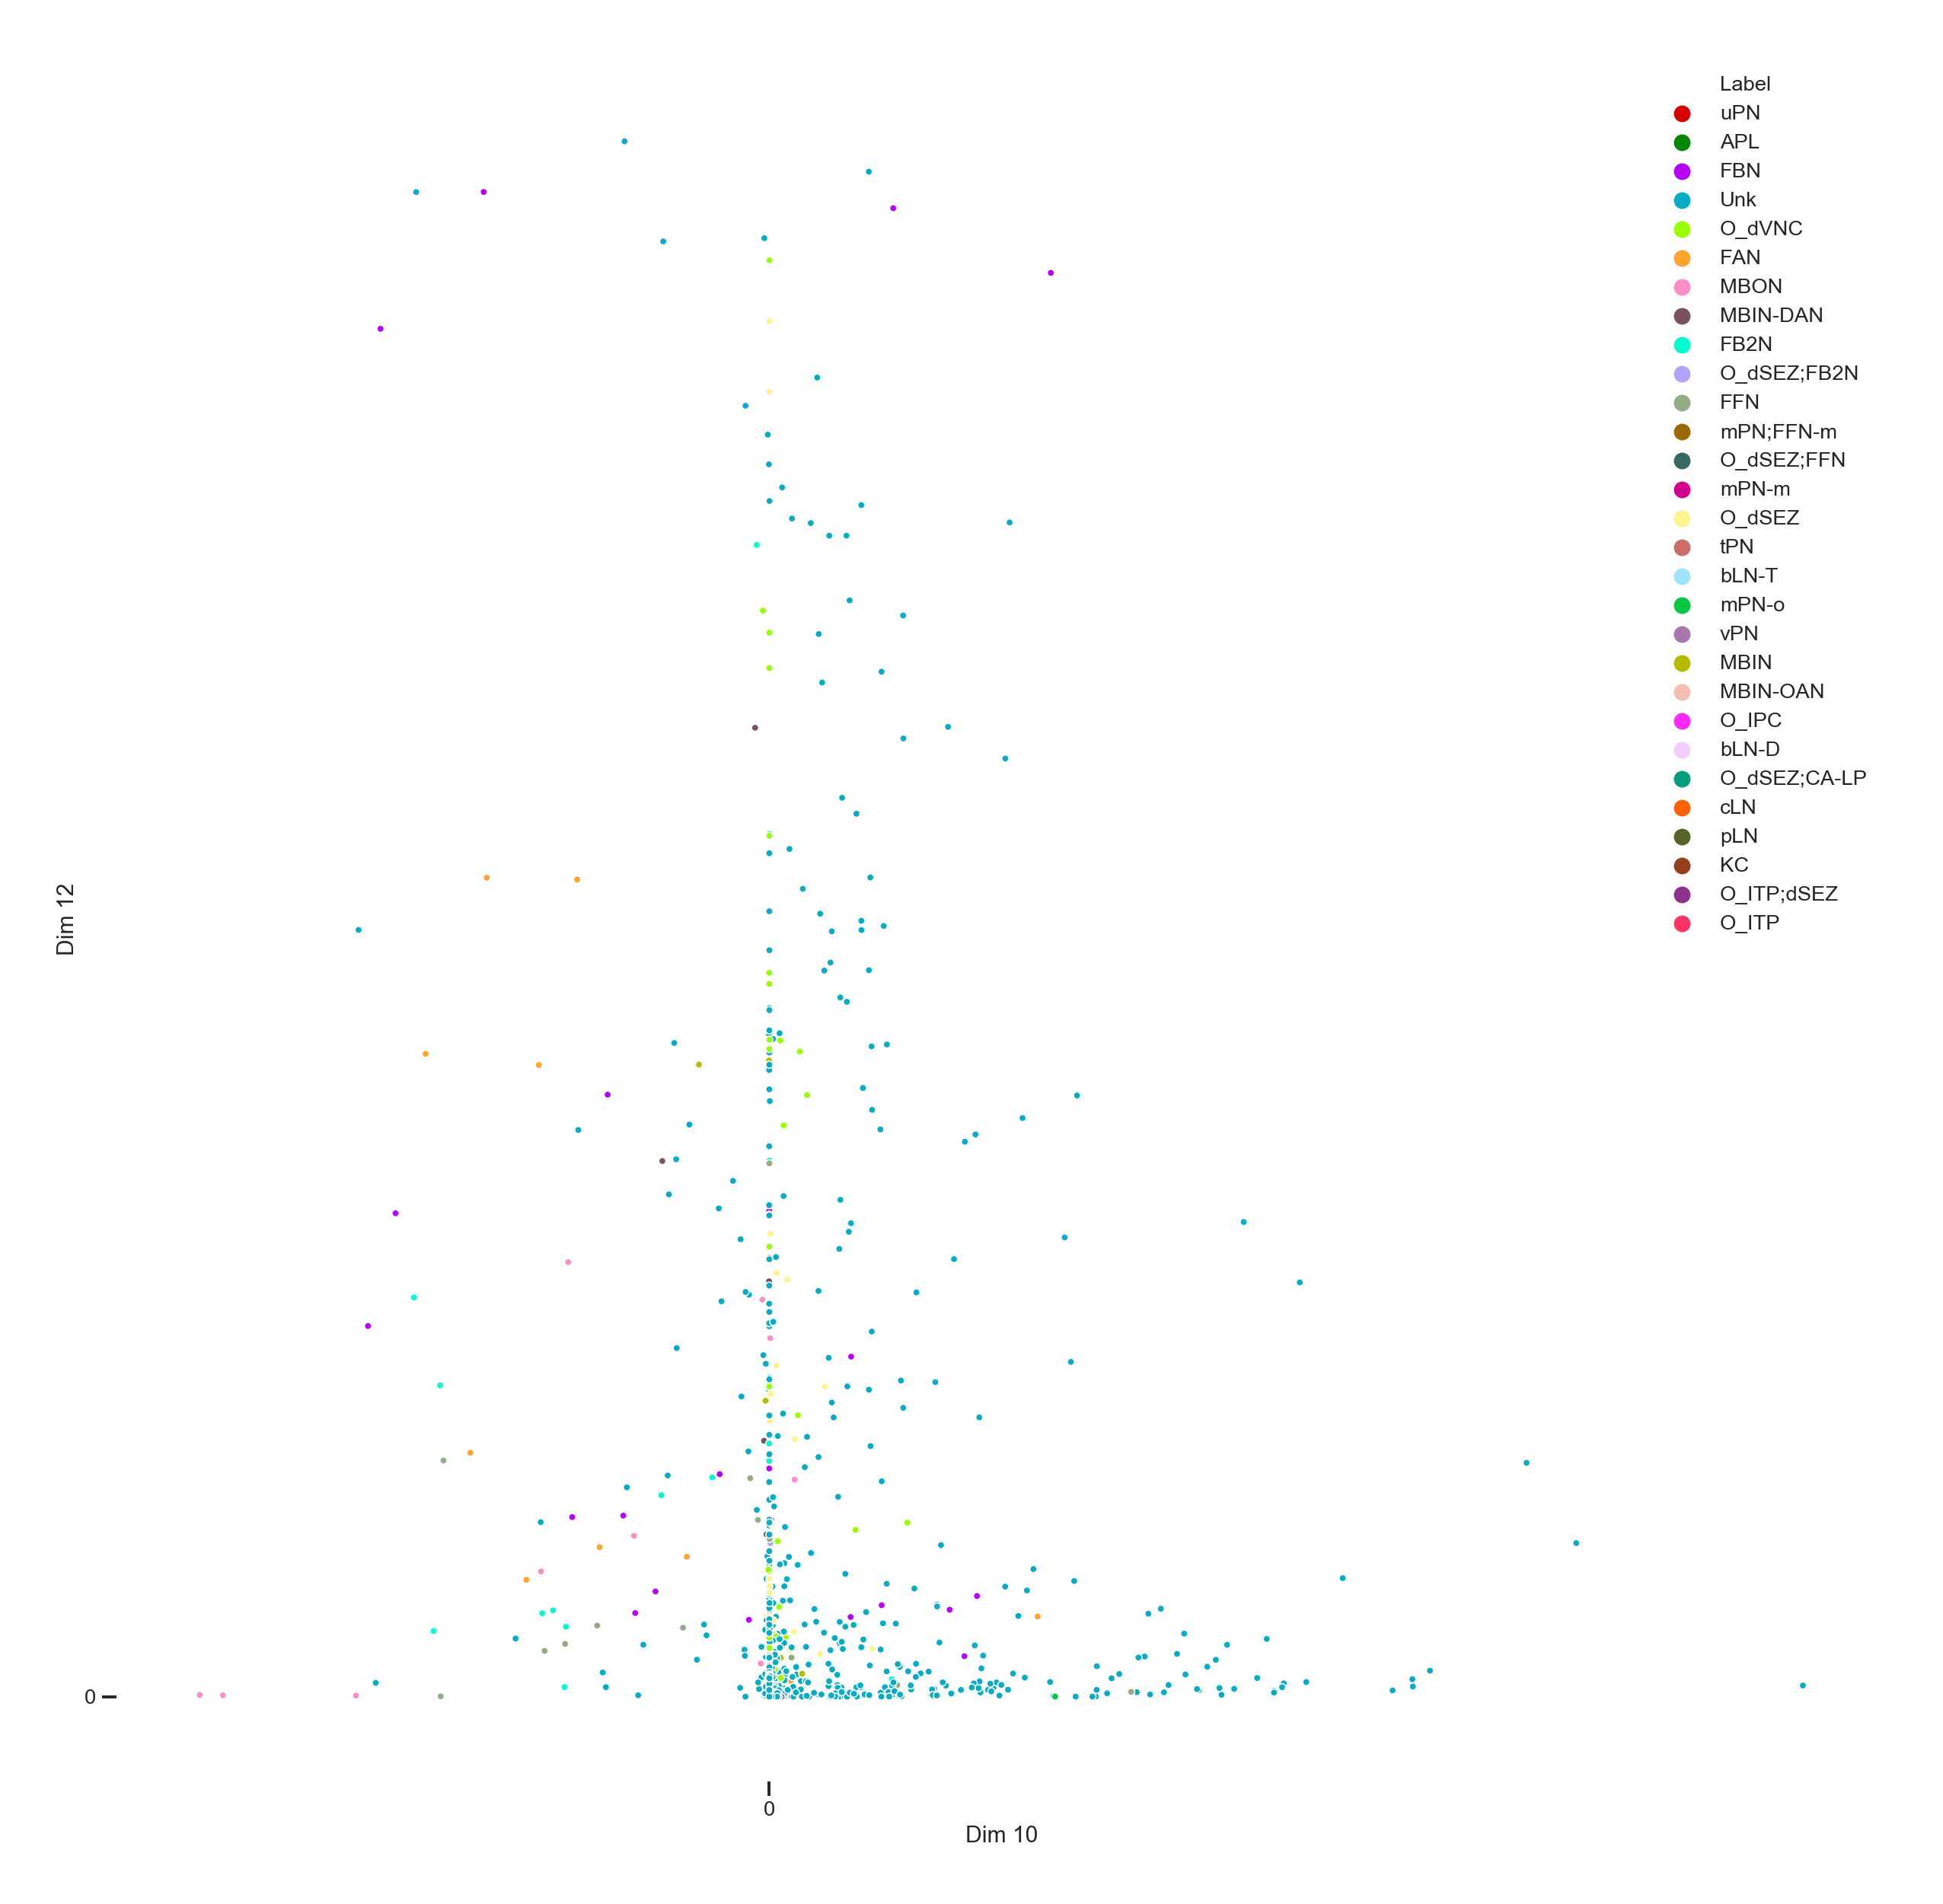 Label
uPN
APL
FBN
Unk
O_dVNC
FAN
MBON
MBIN-DAN
FB2N
O_dSEZ;FB2N
FFN
mPN;FFN-m
O_dSEZ;FFN
mPN-m
O_dSEZ
tPN
bLN-T
mPN-o
vPN
MBIN
MBIN-OAN
O_IPC
bLN-D
O_dSEZ;CA-LP
cLN
pLN
KC
O_ITP;dSEZ
O_ITP
Dim 12
0
0
Dim 10